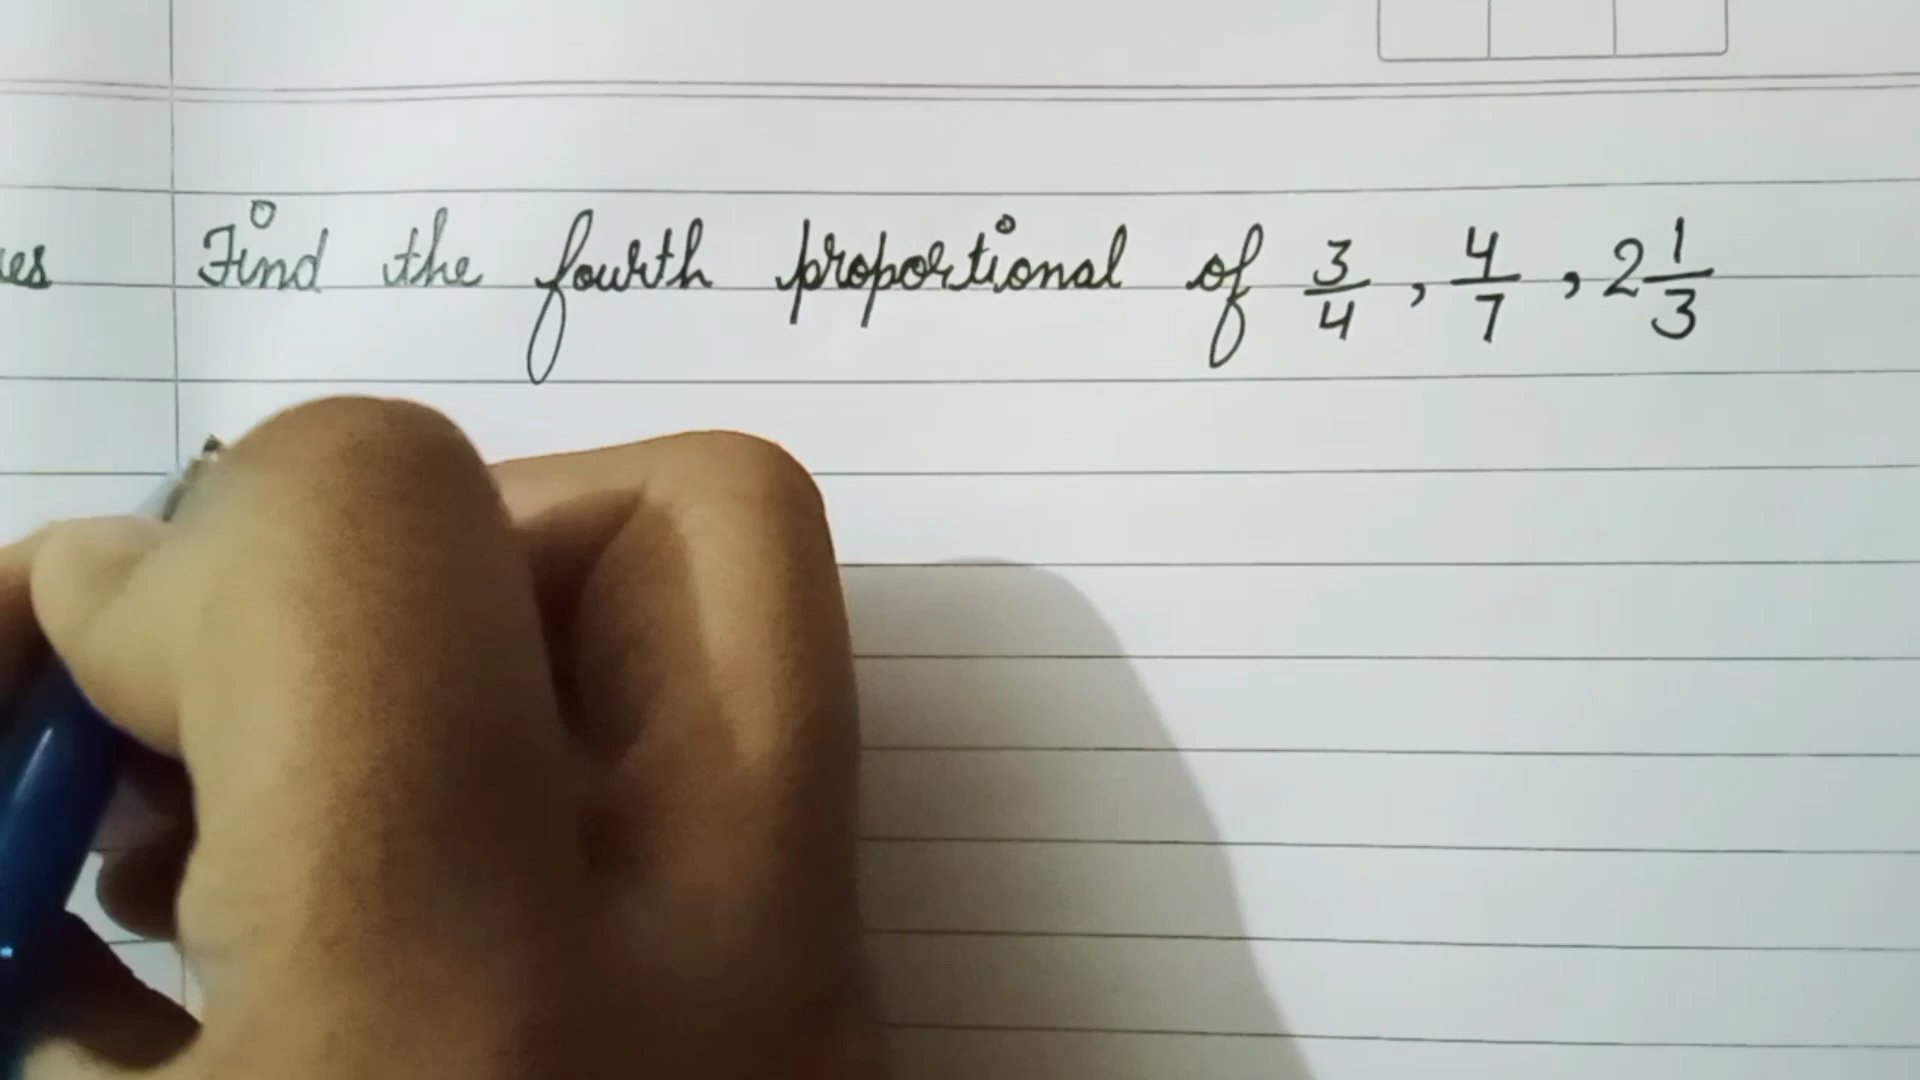 Find the fourth proportional of 3/4, 4/7, 2 1/3